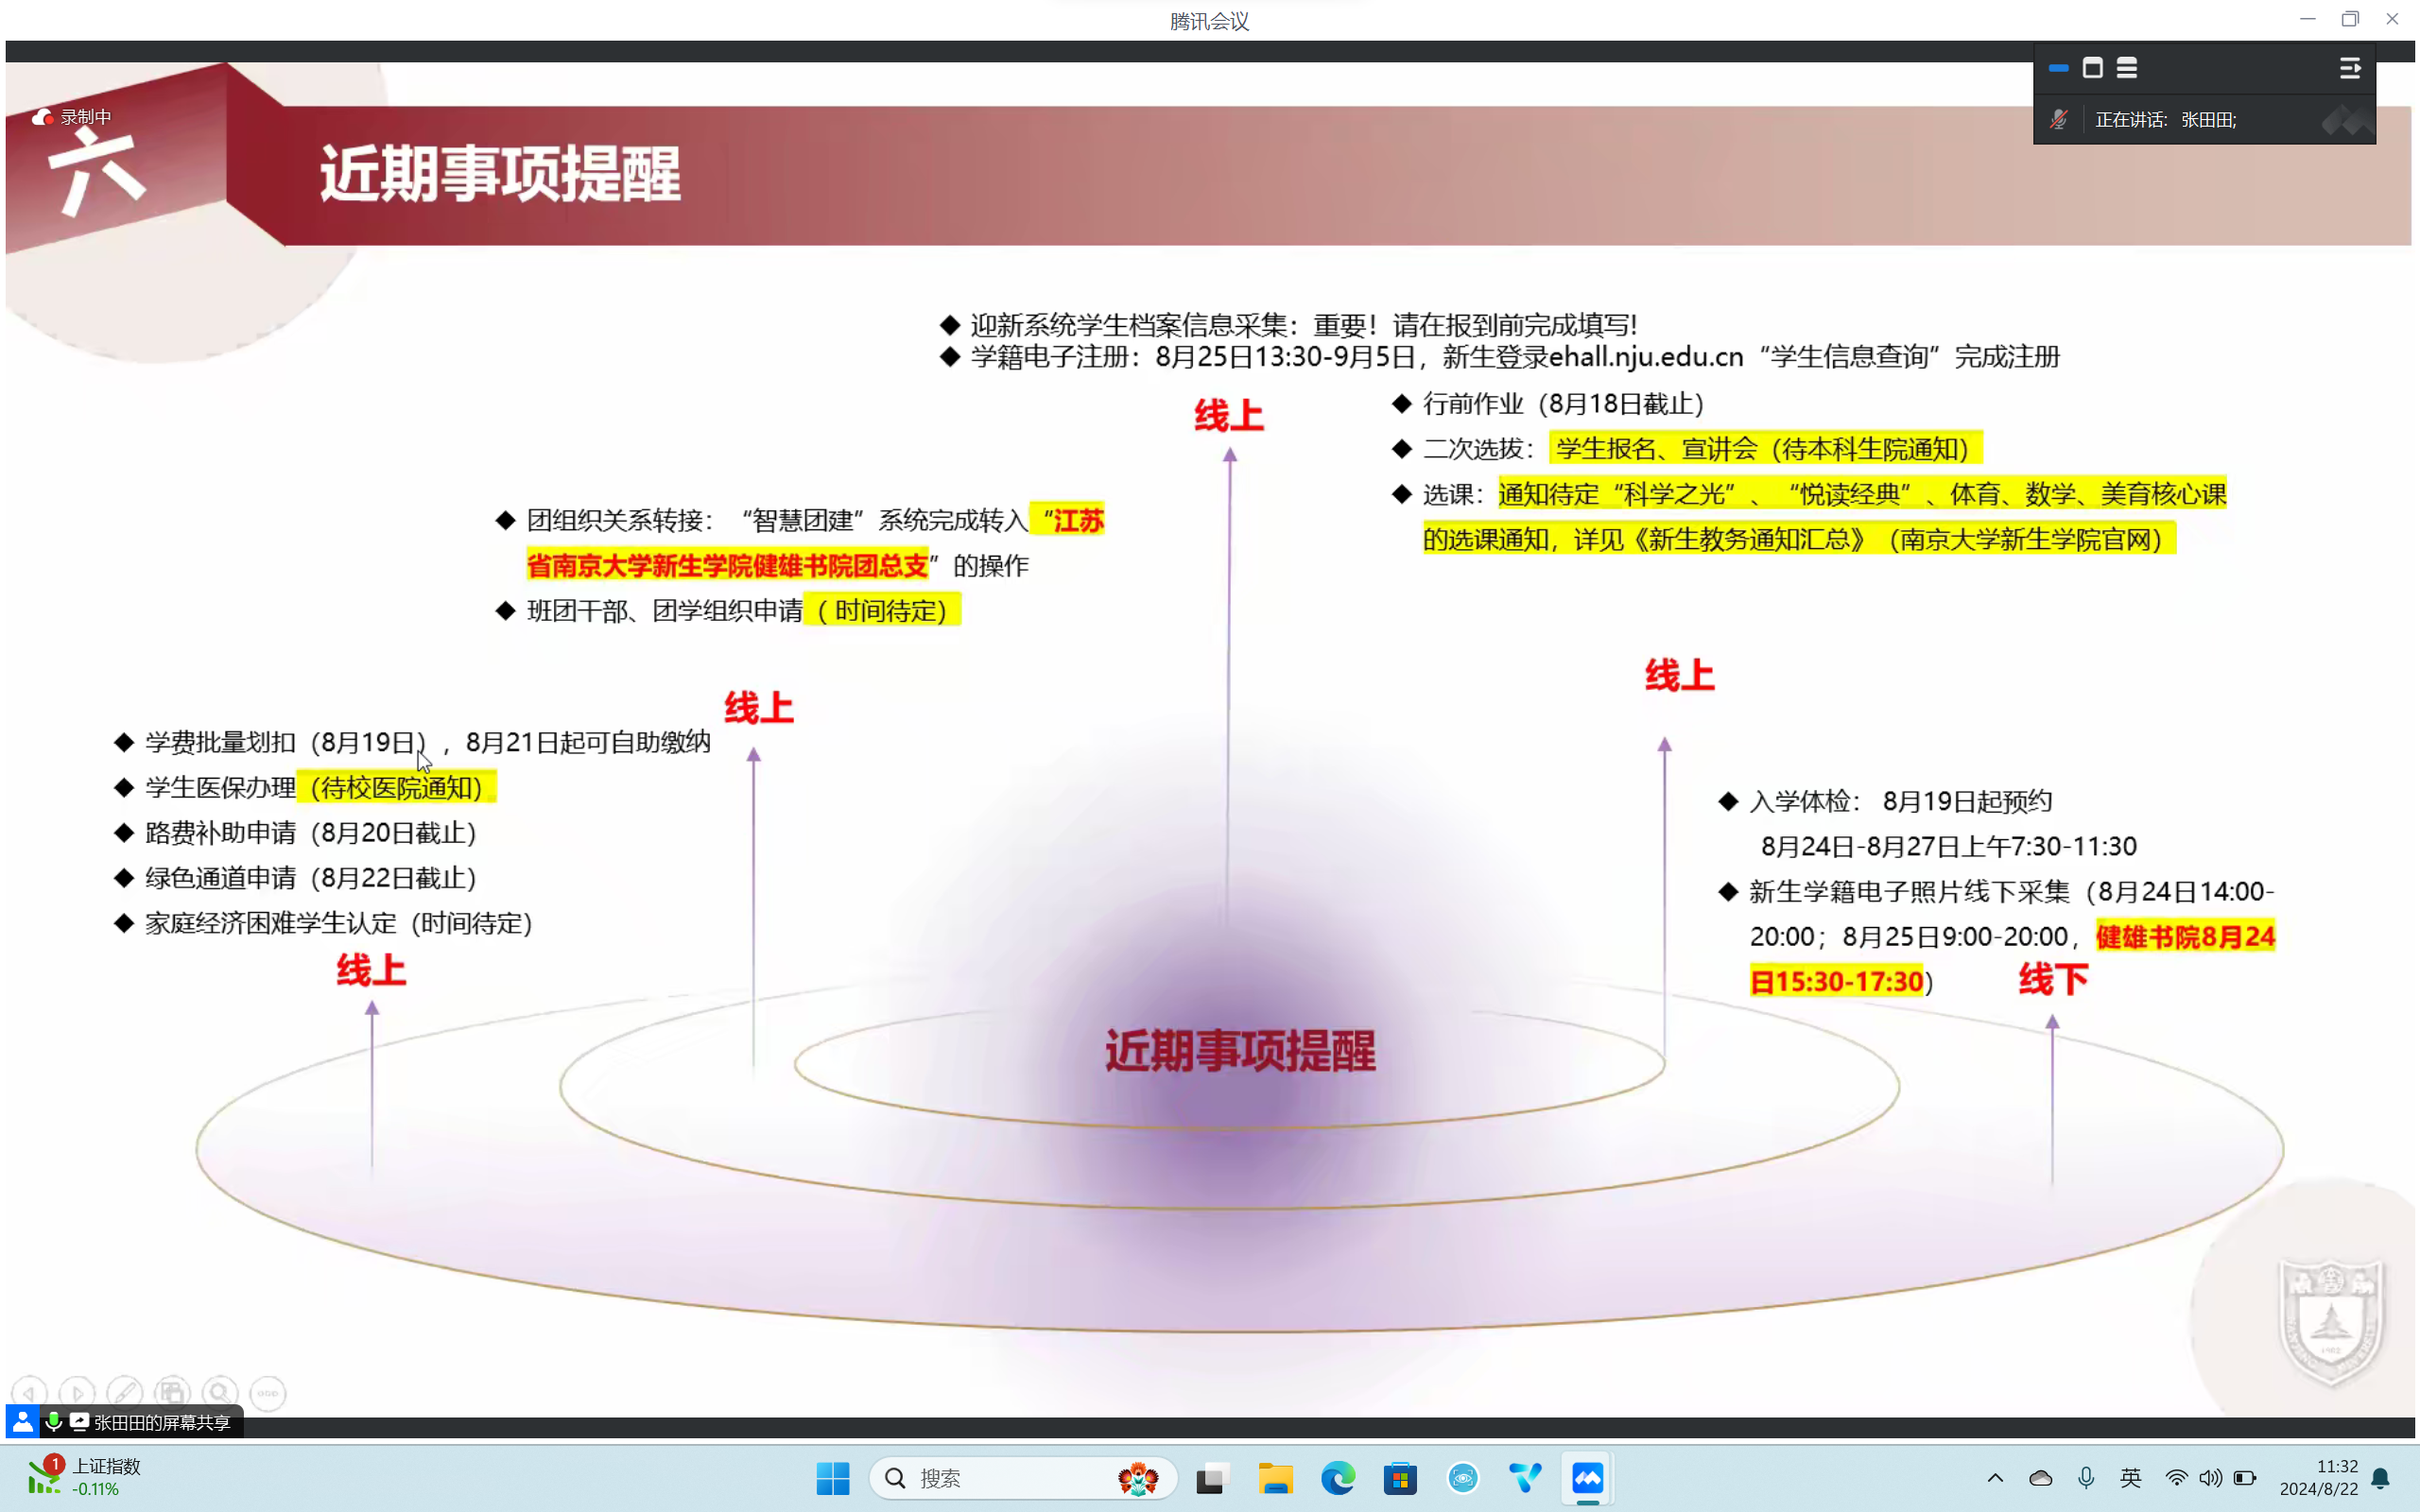 腾讯会议
录制中
正在讲话: 张田田;
六
近期事项提醒
◆ 迎新系统学生档案信息采集：重要！请在报到前完成填写!
◆ 学籍电子注册：8月25日13:30-9月5日，新生登录ehall.nju.edu.cn“学生信息查询”完成注册
线上
◆ 行前作业（8月18日截止）
◆ 二次选拔：学生报名、宣讲会（待本科生院通知）
◆ 选课：通知待定“科学之光”、“悦读经典”、体育、数学、美育核心课
的选课通知，详见《新生教务通知汇总》（南京大学新生学院官网）
线上
◆ 团组织关系转接：“智慧团建”系统完成转入“江苏
省南京大学新生学院健雄书院团总支”的操作
◆ 班团干部、团学组织申请（ 时间待定）
线上
◆ 学费批量划扣（8月19日），8月21日起可自助缴纳
◆ 学生医保办理（待校医院通知）
◆ 路费补助申请（8月20日截止）
◆ 绿色通道申请（8月22日截止）
◆ 家庭经济困难学生认定（时间待定）
线上
◆ 入学体检： 8月19日起预约
8月24日-8月27日上午7:30-11:30
◆ 新生学籍电子照片线下采集（8月24日14:00-
20:00；8月25日9:00-20:00，健雄书院8月24
日15:30-17:30）
线下
近期事项提醒
张田田的屏幕共享
1
上证指数
-0.11%
搜索
英
11:32
2024/8/22